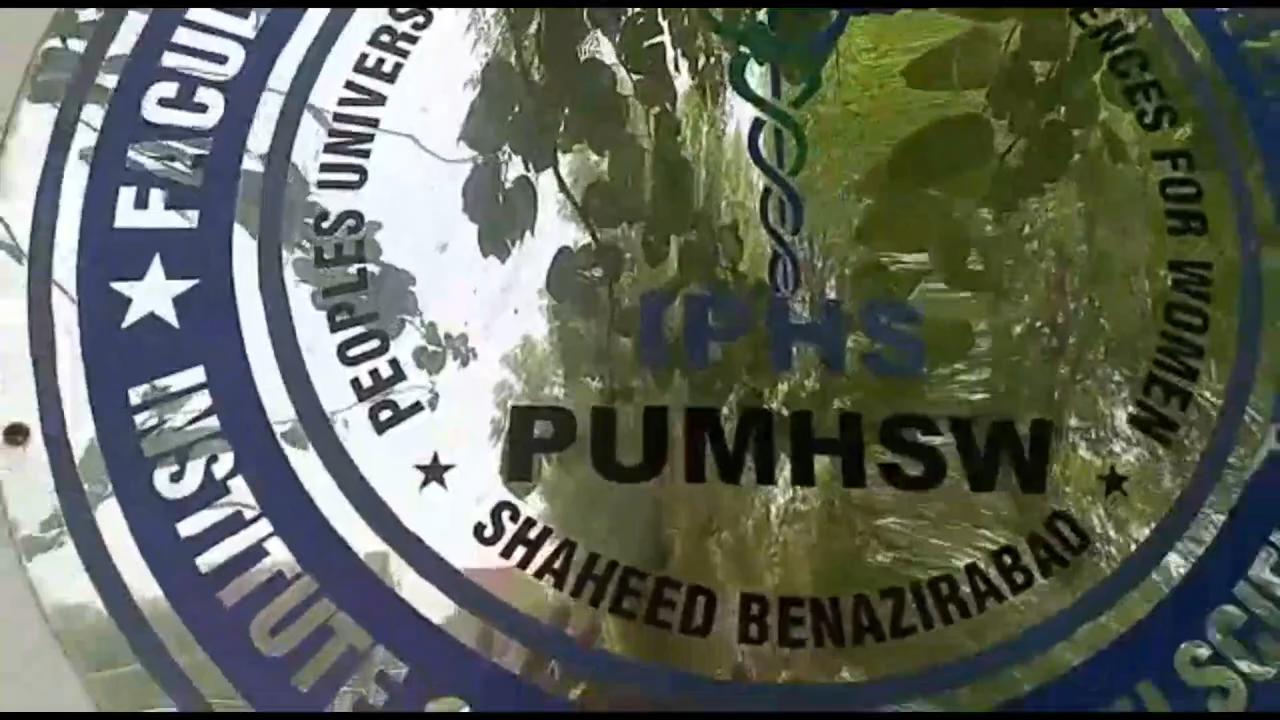 FACUL
PEOPLES UNIVERS
ENCES FOR WOMEN
IPHS
PUMHSW
SHAHEED BENAZIRABAD
INSTITUTE